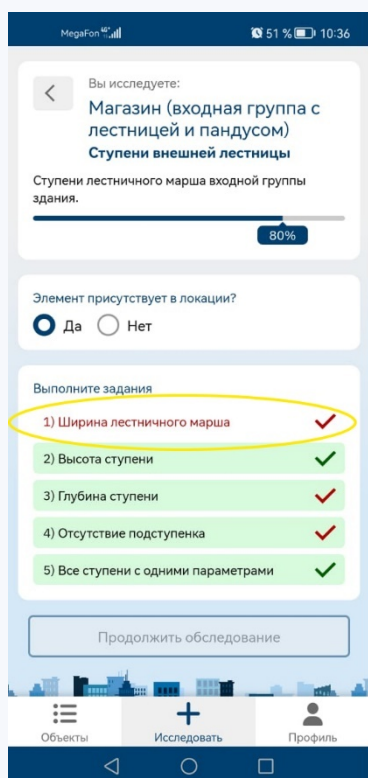 MegaFon 4G+ 51 % 10:36
Вы исследуете:
Магазин (входная группа с
лестницей и пандусом)
Ступени внешней лестницы
Ступени лестничного марша входной группы
здания.
80%
Элемент присутствует в локации?
Да Нет
Выполните задания
1) Ширина лестничного марша
2) Высота ступени
3) Глубина ступени
4) Отсутствие подступенка
5) Все ступени с одними параметрами
Продолжить обследование
Объекты Исследовать Профиль